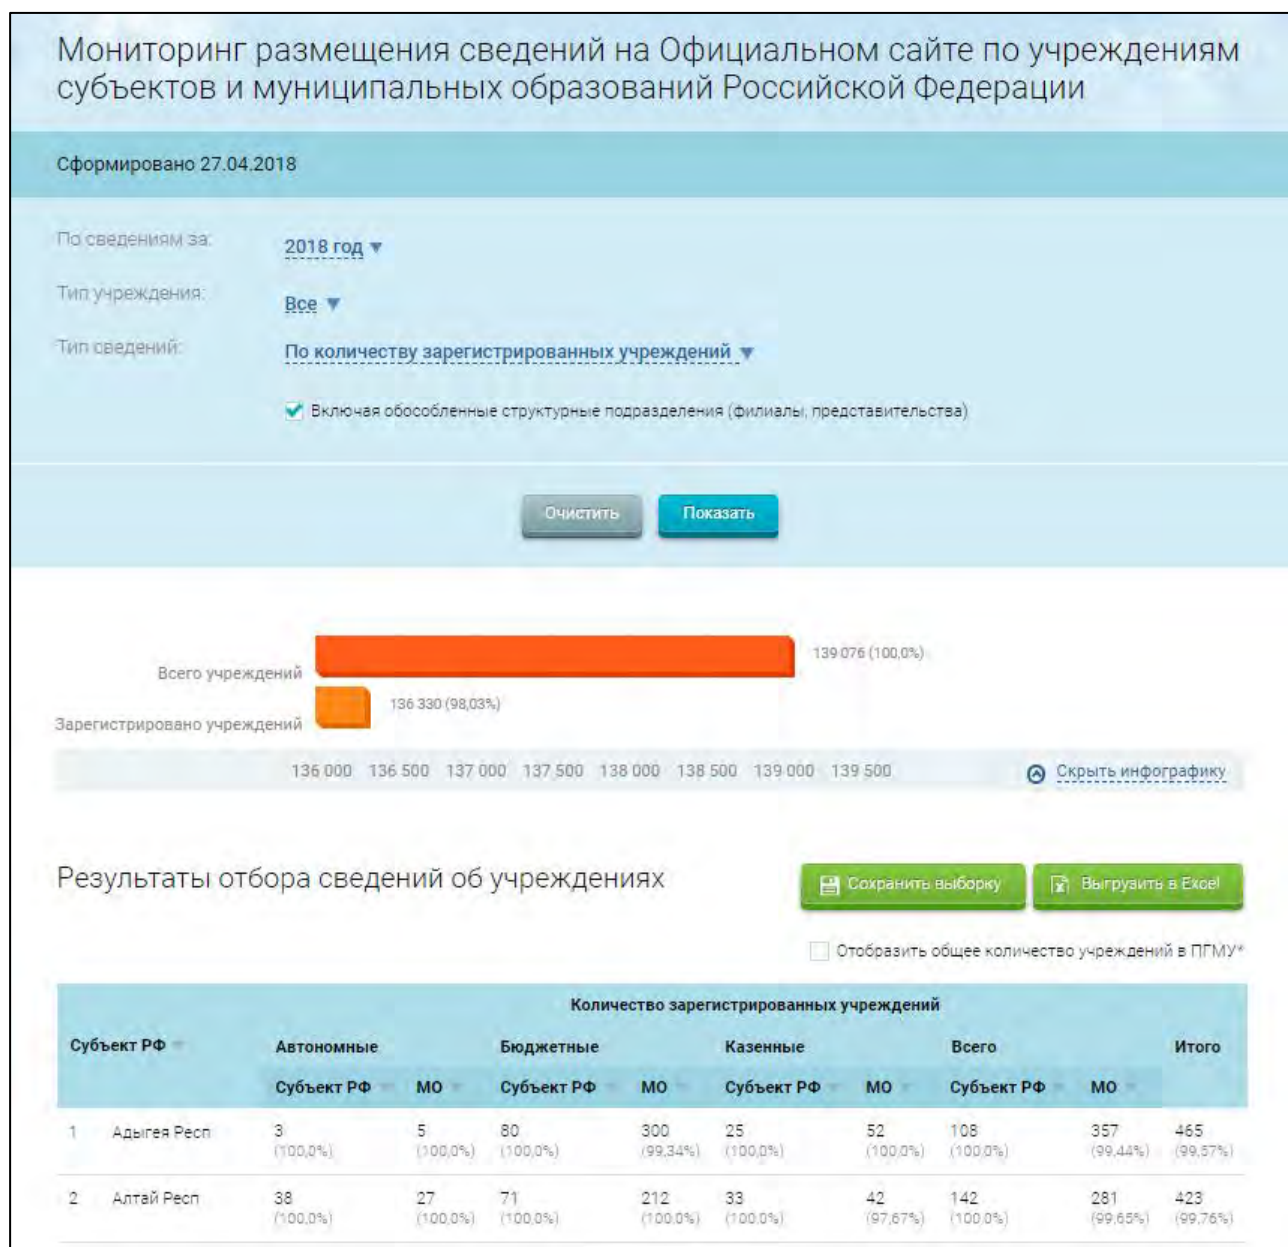 Мониторинг размещения сведений на Официальном сайте по учреждениям
субъектов и муниципальных образований Российской Федерации
Сформировано 27.04.2018
По сведениям за: 2018 год
Тип учреждения: Все
Тип сведений: По количеству зарегистрированных учреждений
Включая обособленные структурные подразделения (филиалы, представительства)
Очистить Показать
Всего учреждений 139 076 (100,0%)
Зарегистрировано учреждений 136 330 (98,03%)
136 000 136 500 137 000 137 500 138 000 138 500 139 000 139 500 Скрыть инфографику
Результаты отбора сведений об учреждениях Сохранить выборку Выгрузить в Excel
Отобразить общее количество учреждений в ПГМУ*
Количество зарегистрированных учреждений
Субъект РФ Автономные Бюджетные Казенные Всего Итого
Субъект РФ МО Субъект РФ МО Субъект РФ МО Субъект РФ МО
1 Адыгея Респ 3 5 80 300 25 52 108 357 465
(100,0%) (100,0%) (100,0%) (99,34%) (100,0%) (100,0%) (100,0%) (99,44%) (99,57%)
2 Алтай Респ 38 27 71 212 33 42 142 281 423
(100,0%) (100,0%) (100,0%) (100,0%) (100,0%) (97,67%) (100,0%) (99,65%) (99,76%)